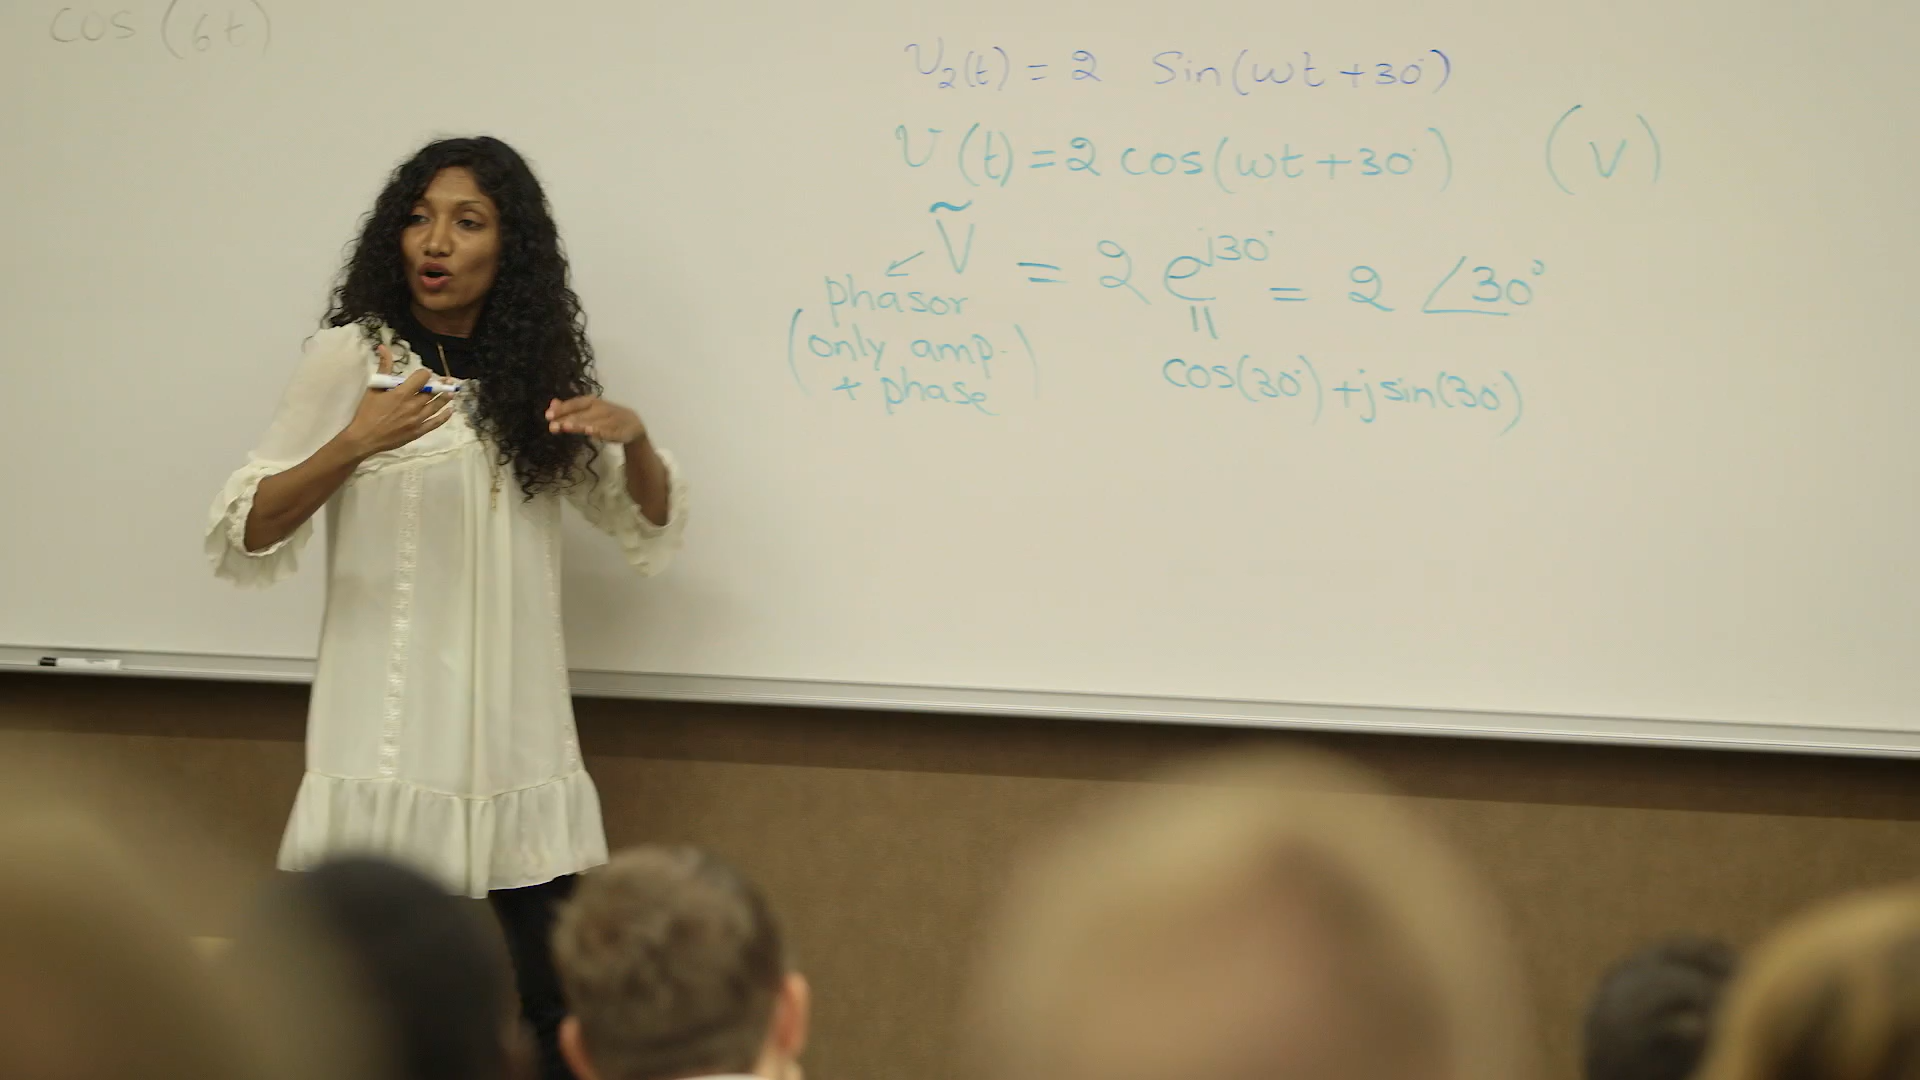 cos (6t)
v₂(t) = 2 Sin(ωt +30°)
v (t) = 2 cos(ωt +30°) (V)
Ṽ = 2 e^j30° = 2 ∠30°
phasor
(only amp.
+ phase)
=
cos(30°) + j sin(30°)